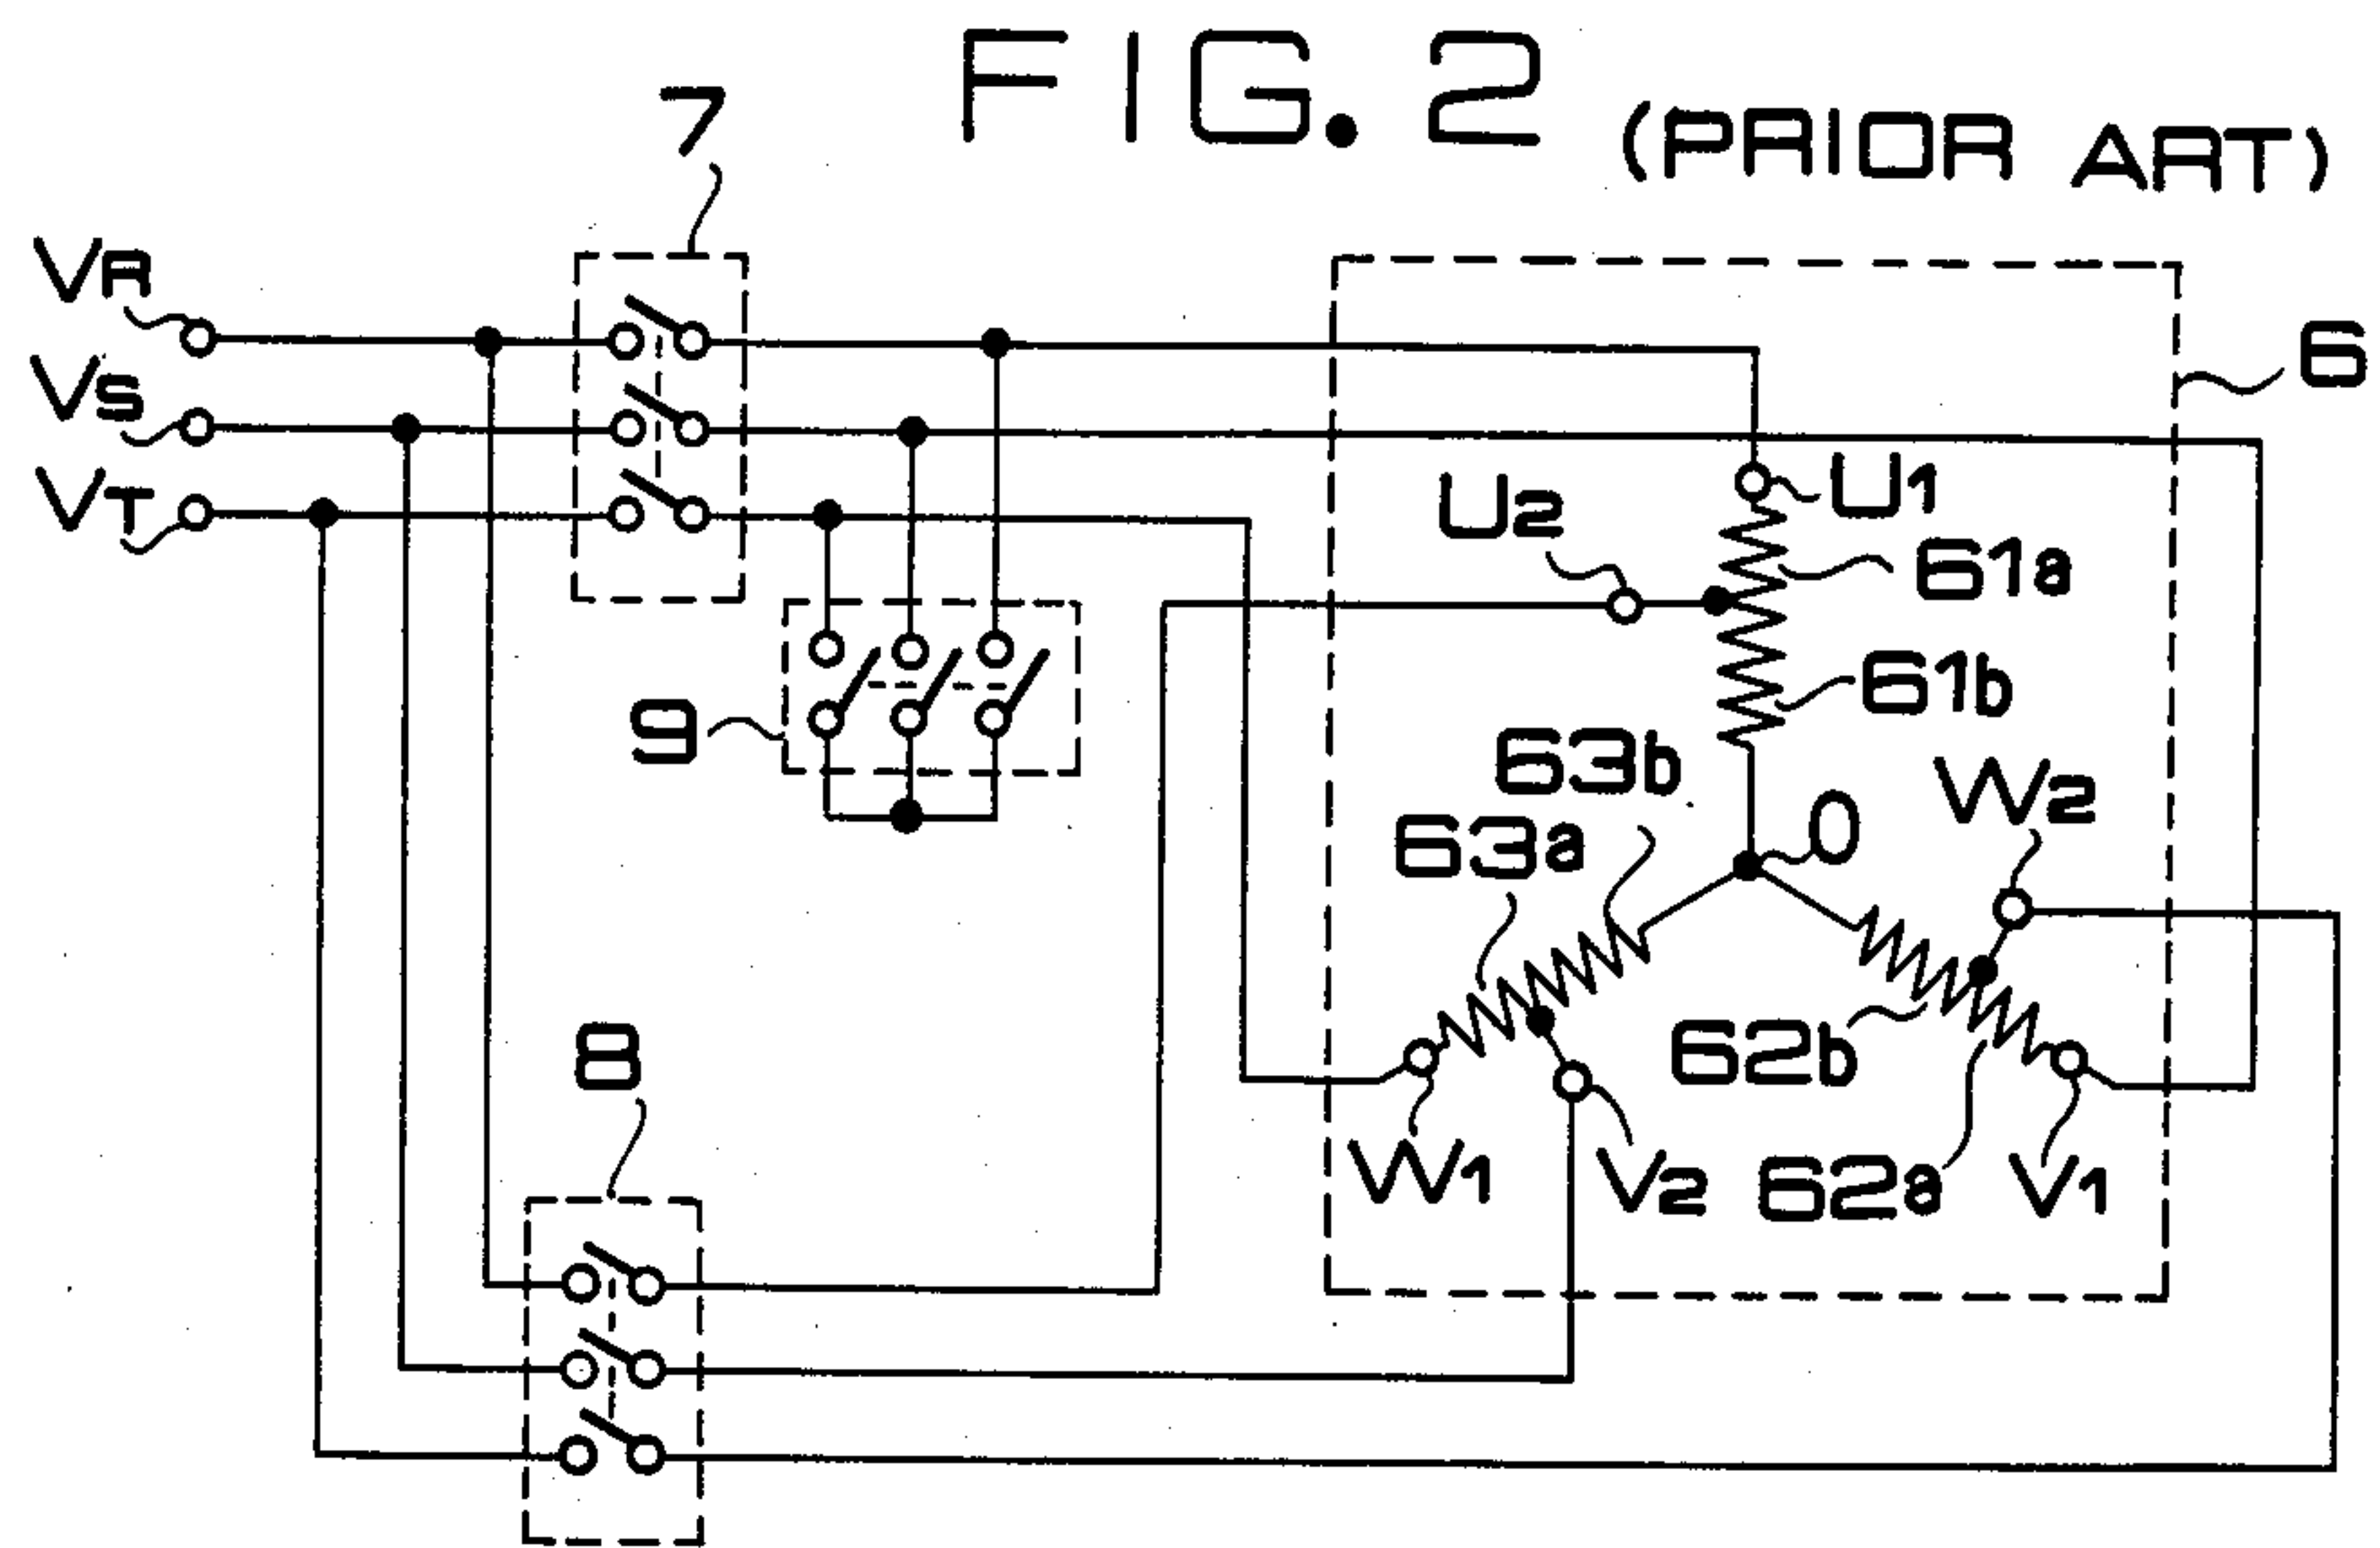 FIG. 2 (PRIOR ART)
7
VR
VS
VT
6
U2
U1
61a
61b
9
63b
63a
O
W2
8
62b
W1
V2
62a
V1